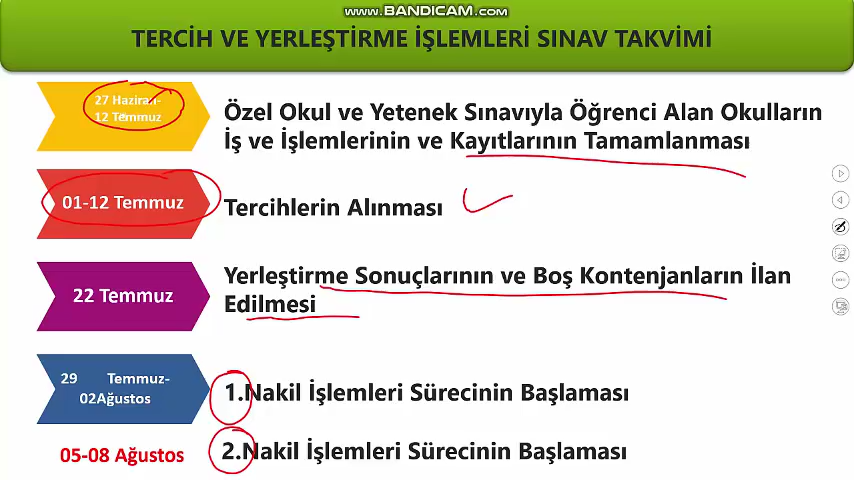 www.BANDICAM.com
TERCİH VE YERLEŞTİRME İŞLEMLERİ SINAV TAKVİMİ
27 Haziran-
12 Temmuz
Özel Okul ve Yetenek Sınavıyla Öğrenci Alan Okulların
İş ve İşlemlerinin ve Kayıtlarının Tamamlanması
01-12 Temmuz
Tercihlerin Alınması
22 Temmuz
Yerleştirme Sonuçlarının ve Boş Kontenjanların İlan
Edilmesi
29 Temmuz-
02Ağustos
1.Nakil İşlemleri Sürecinin Başlaması
05-08 Ağustos
2.Nakil İşlemleri Sürecinin Başlaması